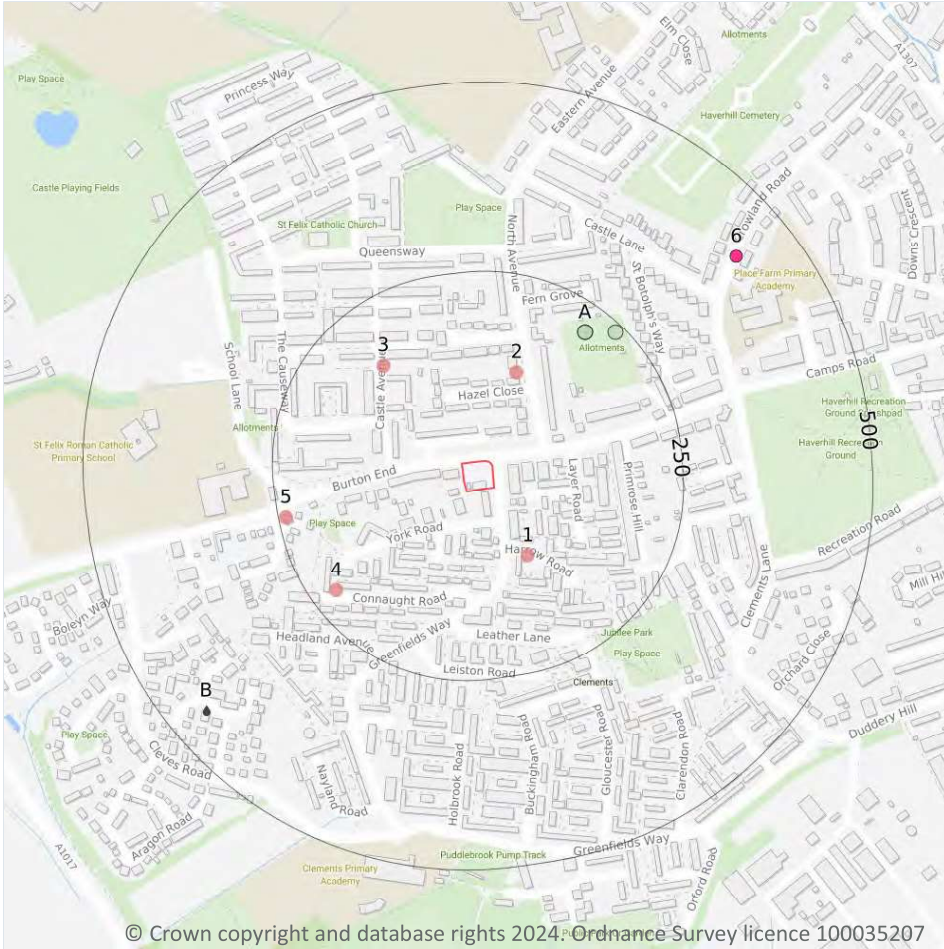 Elm Close
Allotments
A1307
Play Space
Princess Way
Eastern Avenue
Haverhill Cemetery
Castle Playing Fields
Rowland Road
Play Space
St Felix Catholic Church
North Avenue
Castle Lane
Downs Crescent
6
Queensway
St Botolph's Way
Place Farm Primary
Academy
Fern Grove
A
3
2
Allotments
The Causeway
School Lane
Castle Avenue
Camps Road
Hazel Close
Haverhill Recreation
Ground Splashpad
Allotments
500
St Felix Roman Catholic
Primary School
Haverhill Recreation
Ground
250
Burton End
Layer Road
Primrose Hill
5
Play Space
York Road
Recreation Road
1
Harrow Road
4
Connaught Road
Clements Lane
Mill Hill
Boleyn Way
Headland Avenue
Greenfields Way
Leather Lane
Jubilee Park
Play Space
Orchard Close
Leiston Road
Clements
B
Duddery Hill
Play Space
Cleves Road
Holbrook Road
Buckingham Road
Gloucester Road
Clarendon Road
Nayland Road
Aragon Road
A1017
Greenfields Way
Puddlebrook Pump Track
Clements Primary
Academy
Orford Road
© Crown copyright and database rights 2024. Ordnance Survey licence 100035207